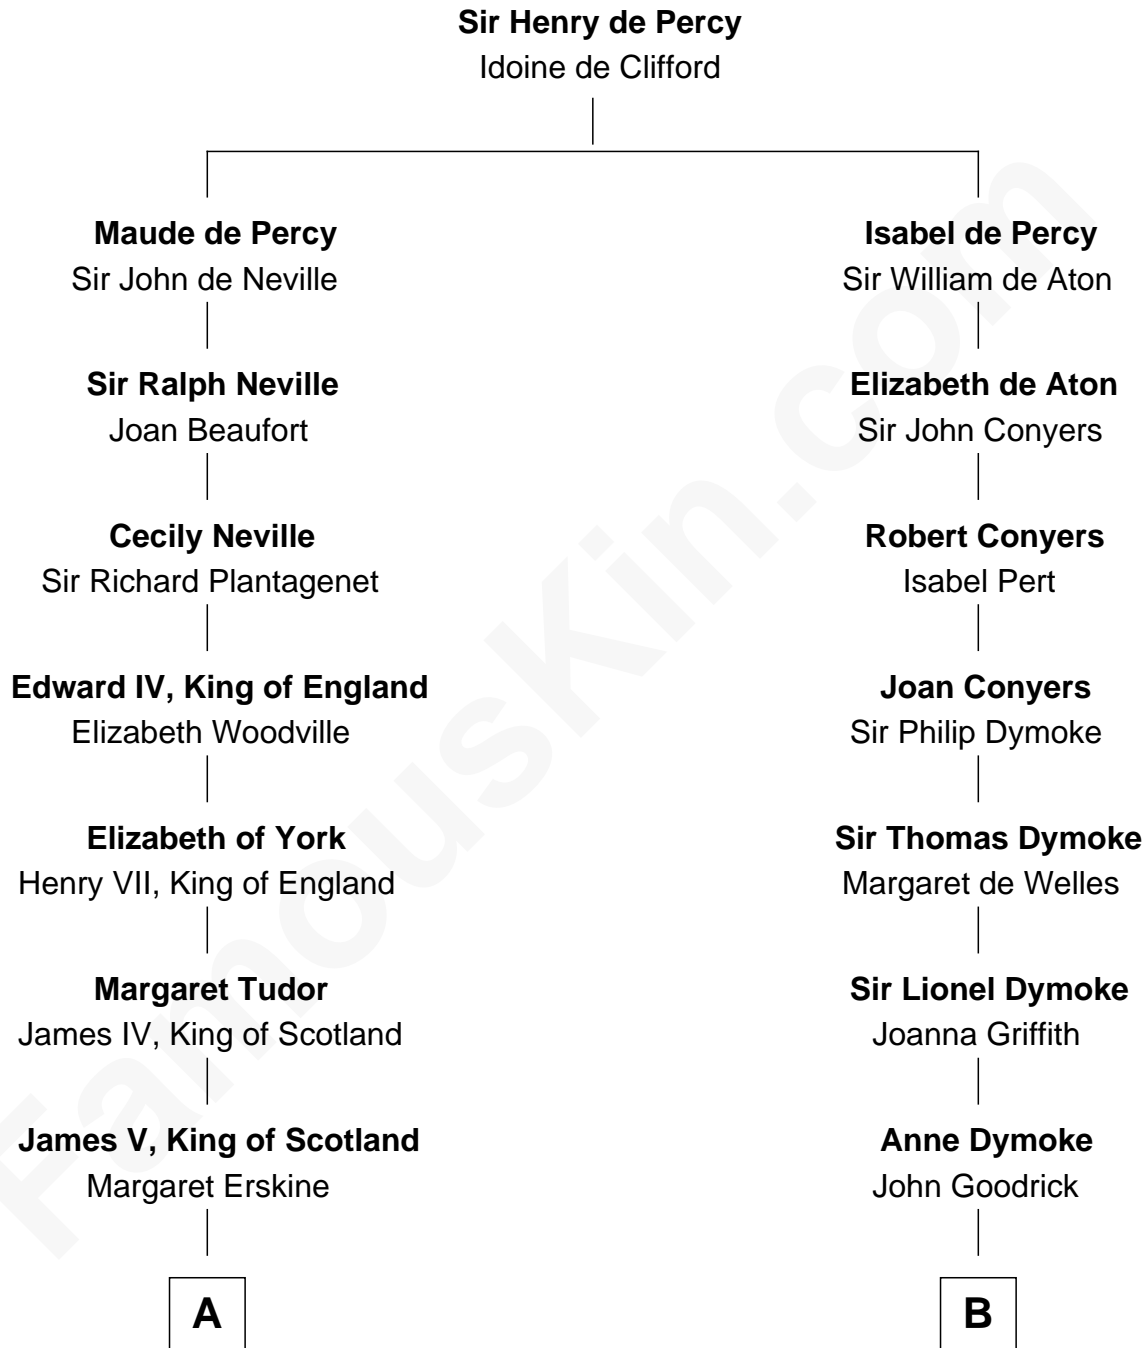 Sir Henry de Percy
Idoine de Clifford
Maude de Percy
Sir John de Neville
Isabel de Percy
Sir William de Aton
Sir Ralph Neville
Joan Beaufort
Elizabeth de Aton
Sir John Conyers
Cecily Neville
Sir Richard Plantagenet
Robert Conyers
Isabel Pert
Edward IV, King of England
Elizabeth Woodville
Joan Conyers
Sir Philip Dymoke
Elizabeth of York
Henry VII, King of England
Sir Thomas Dymoke
Margaret de Welles
Margaret Tudor
James IV, King of Scotland
Sir Lionel Dymoke
Joanna Griffith
James V, King of Scotland
Margaret Erskine
Anne Dymoke
John Goodrick
A
B
FamousKin.com